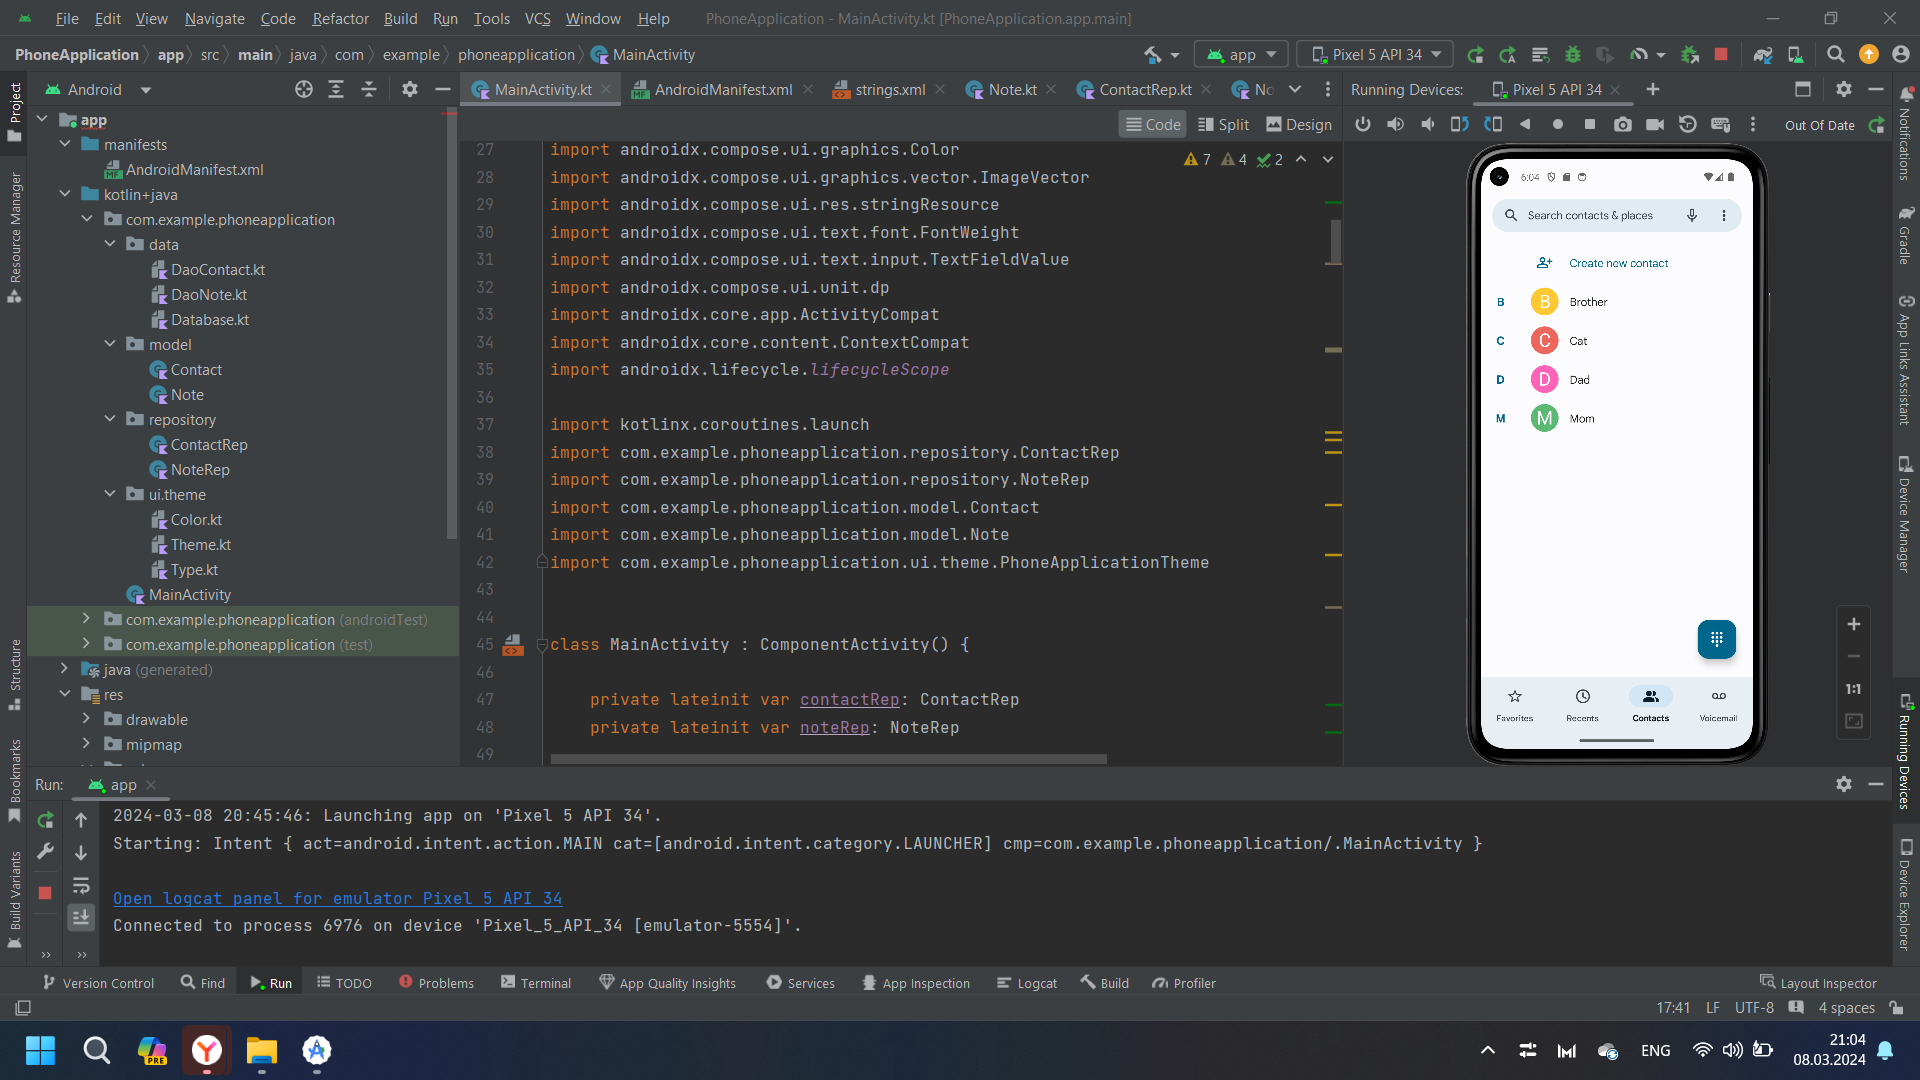 File Edit View Navigate Code Refactor Build Run Tools VCS Window Help PhoneApplication - MainActivity.kt [PhoneApplication.app.main]
PhoneApplication app src main java com example phoneapplication MainActivity app Pixel 5 API 34
Android
MainActivity.kt AndroidManifest.xml strings.xml Note.kt ContactRep.kt No
Running Devices: Pixel 5 API 34
Code Split Design
Out Of Date
7 4 2
Project
Resource Manager
Structure
Bookmarks
Build Variants
app
manifests
AndroidManifest.xml
kotlin+java
com.example.phoneapplication
data
DaoContact.kt
DaoNote.kt
Database.kt
model
Contact
Note
repository
ContactRep
NoteRep
ui.theme
Color.kt
Theme.kt
Type.kt
MainActivity
com.example.phoneapplication (androidTest)
com.example.phoneapplication (test)
java (generated)
res
drawable
mipmap
27 import androidx.compose.ui.graphics.Color
28 import androidx.compose.ui.graphics.vector.ImageVector
29 import androidx.compose.ui.res.stringResource
30 import androidx.compose.ui.text.font.FontWeight
31 import androidx.compose.ui.text.input.TextFieldValue
32 import androidx.compose.ui.unit.dp
33 import androidx.core.app.ActivityCompat
34 import androidx.core.content.ContextCompat
35 import androidx.lifecycle.lifecycleScope
36
37 import kotlinx.coroutines.launch
38 import com.example.phoneapplication.repository.ContactRep
39 import com.example.phoneapplication.repository.NoteRep
40 import com.example.phoneapplication.model.Contact
41 import com.example.phoneapplication.model.Note
42 import com.example.phoneapplication.ui.theme.PhoneApplicationTheme
43
44
45 class MainActivity : ComponentActivity() {
46
47 private lateinit var contactRep: ContactRep
48 private lateinit var noteRep: NoteRep
49
6:04
Search contacts & places
Create new contact
B B Brother
C C Cat
D D Dad
M M Mom
Favorites Recents Contacts Voicemail
1:1
Notifications
Gradle
App Links Assistant
Device Manager
Running Devices
Device Explorer
Run: app
2024-03-08 20:45:46: Launching app on 'Pixel 5 API 34'.
Starting: Intent { act=android.intent.action.MAIN cat=[android.intent.category.LAUNCHER] cmp=com.example.phoneapplication/.MainActivity }
Open logcat panel for emulator Pixel 5 API 34
Connected to process 6976 on device 'Pixel_5_API_34 [emulator-5554]'.
Version Control Find Run TODO Problems Terminal App Quality Insights Services App Inspection Logcat Build Profiler Layout Inspector
17:41 LF UTF-8 4 spaces
PRE
ENG
21:04
08.03.2024